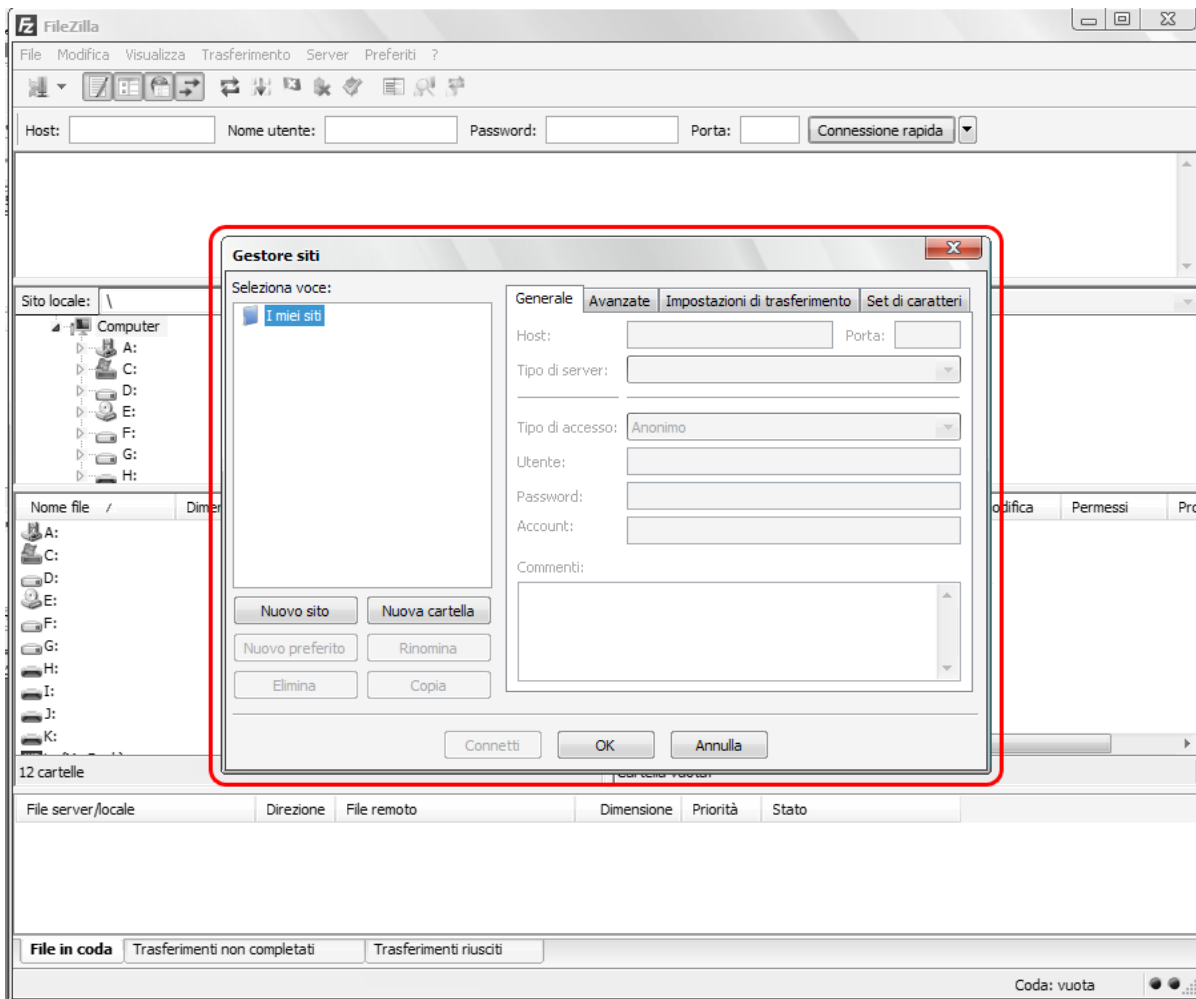 FileZilla
File Modifica Visualizza Trasferimento Server Preferiti ?
Host: Nome utente: Password: Porta: Connessione rapida
Gestore siti
Seleziona voce:
I miei siti
Nuovo sito Nuova cartella
Nuovo preferito Rinomina
Elimina Copia
Generale Avanzate Impostazioni di trasferimento Set di caratteri
Host: Porta:
Tipo di server:
Tipo di accesso: Anonimo
Utente:
Password:
Account:
Commenti:
Connetti OK Annulla
Sito locale: \
Computer
A:
C:
D:
E:
F:
G:
H:
Nome file / Permessi
A:
C:
D:
E:
F:
G:
H:
I:
J:
K:
12 cartelle
File server/locale Direzione File remoto Dimensione Priorità Stato
File in coda Trasferimenti non completati Trasferimenti riusciti
Coda: vuota